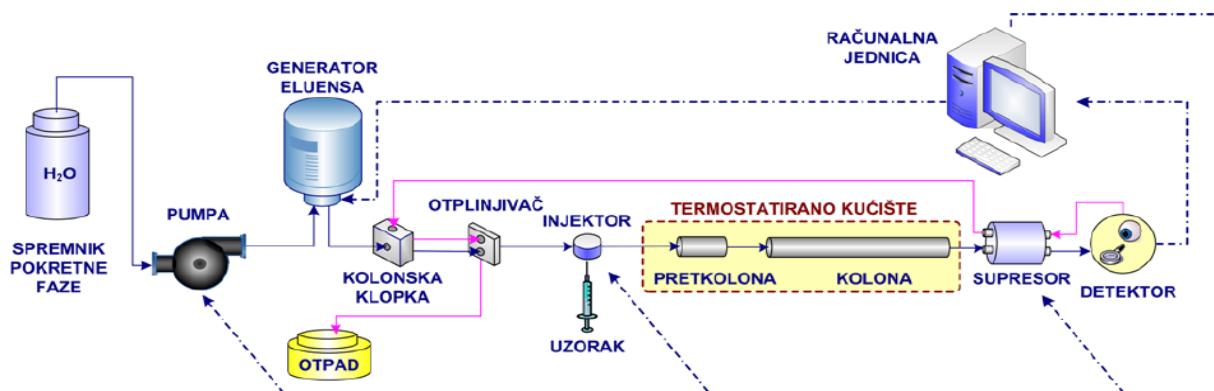 RAČUNALNA
JEDNICA
GENERATOR
ELUENSA
H₂O
PUMPA
SPREMNIK
POKRETNE
FAZE
OTPLINJIVAČ
INJEKTOR
TERMOSTATIRANO KUĆIŠTE
KOLONSKA
KLOPKA
PRETKOLONA
KOLONA
SUPRESOR
DETEKTOR
UZORAK
OTPAD